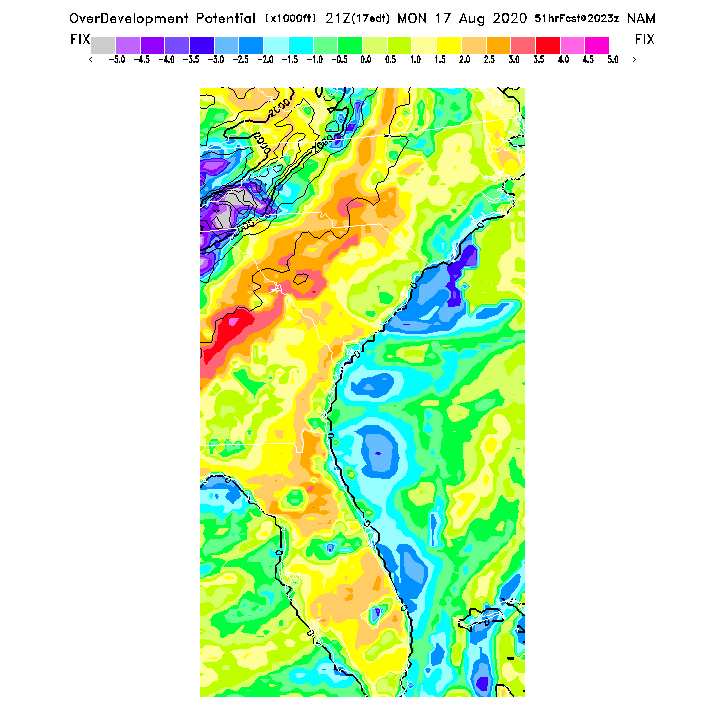 OverDevelopment Potential [x1000ft] 21Z(17edt) MON 17 Aug 2020 51hrFcst@2023z NAM
FIX FIX
< -5.0 -4.5 -4.0 -3.5 -3.0 -2.5 -2.0 -1.5 -1.0 -0.5 0.0 0.5 1.0 1.5 2.0 2.5 3.0 3.5 4.0 4.5 5.0 >
2000
2000